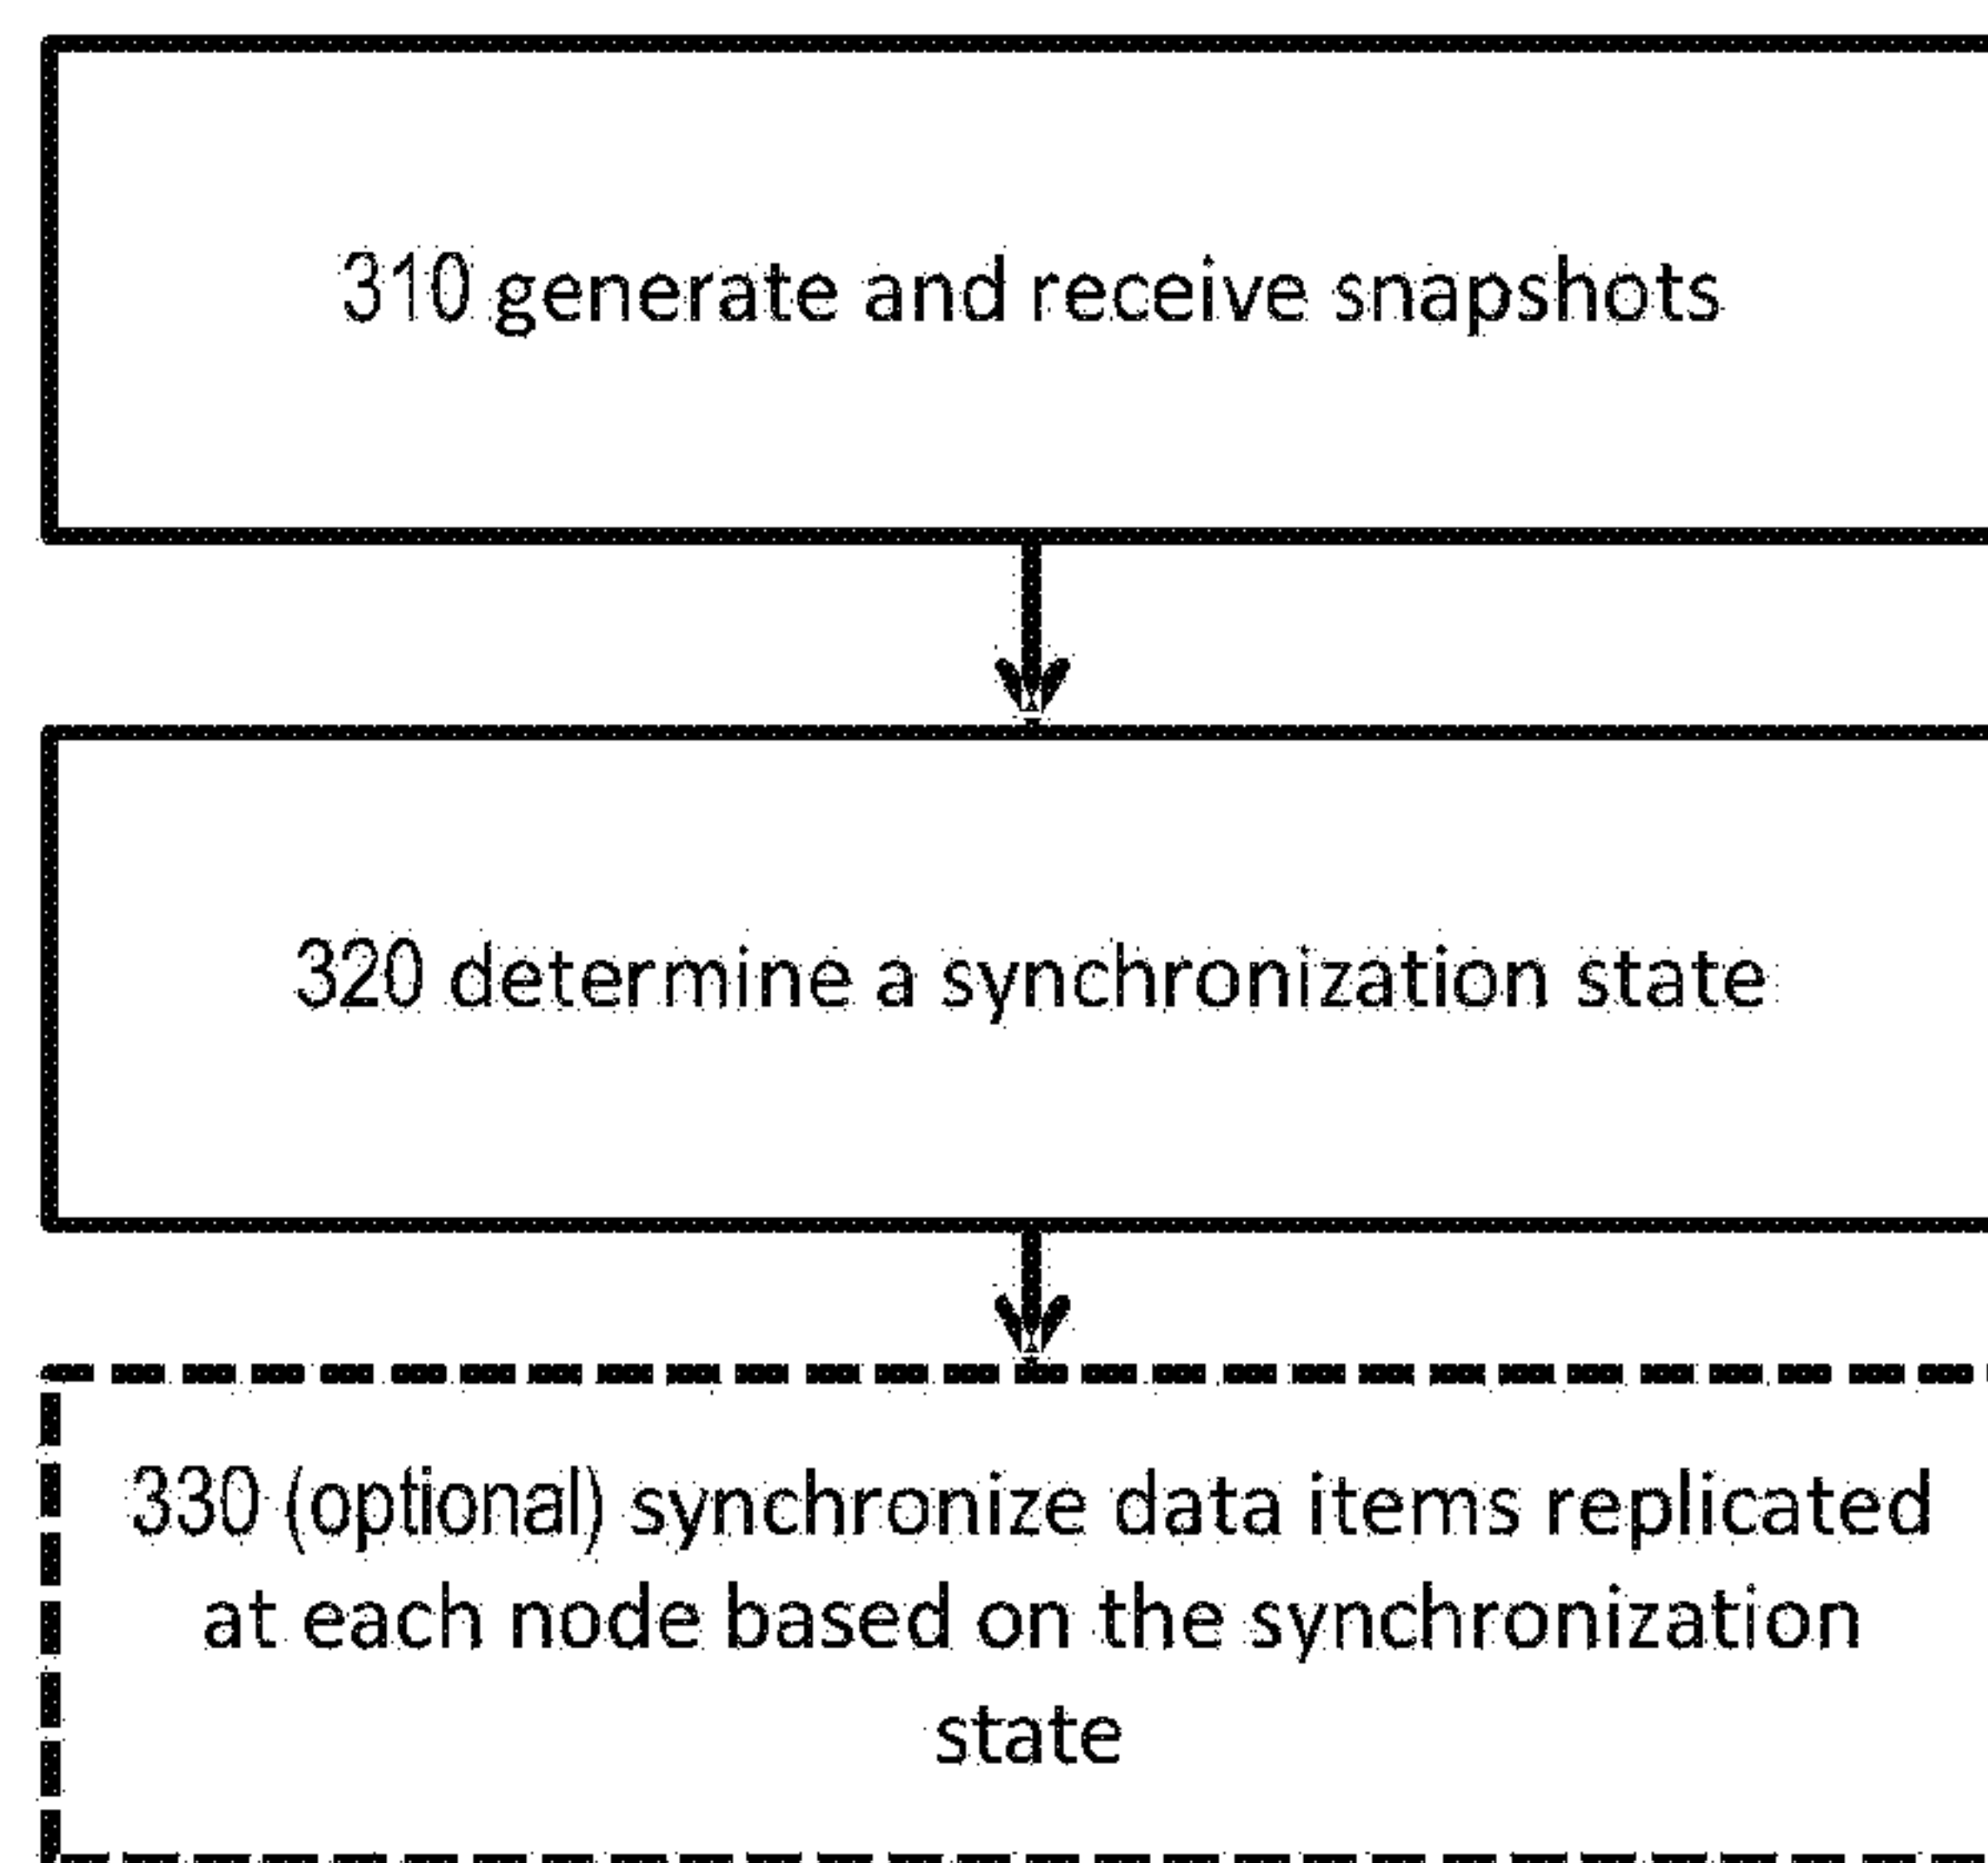 310 generate and receive snapshots
320 determine a synchronization state
330 (optional) synchronize data items replicated
at each node based on the synchronization
state